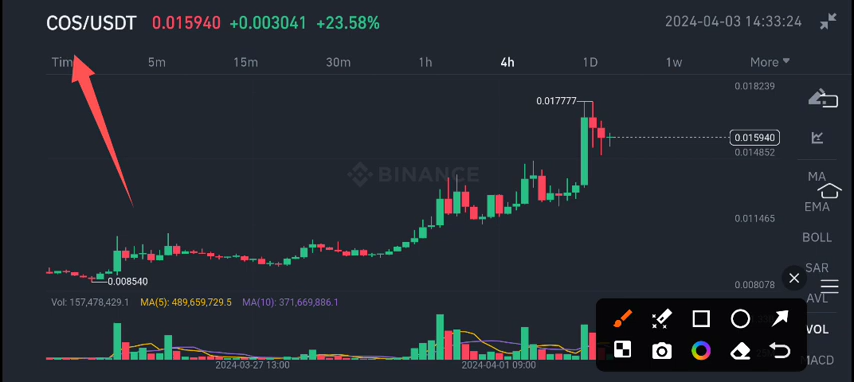 COS/USDT 0.015940 +0.003041 +23.58% 2024-04-03 14:33:24
Tim 5m 15m 30m 1h 4h 1D 1w More
0.018239
0.017777
0.015940
0.014852
BINANCE
MA
EMA
0.011465
BOLL
SAR
0.008540
0.008078
AVL
Vol: 157,478,429.1 MA(5): 489,659,729.5 MA(10): 371,669,886.1
VOL
MACD
2024-03-27 13:00 2024-04-01 09:00